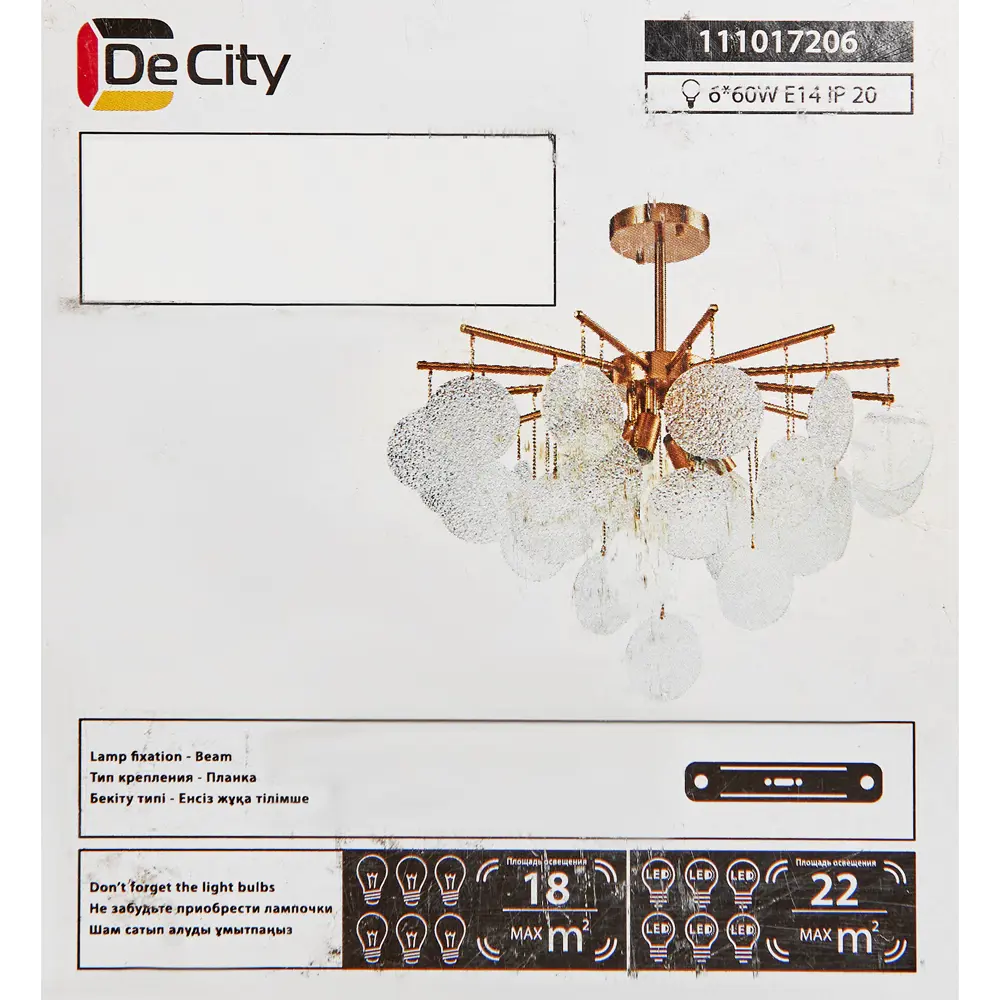 De City
111017206
6*60W E14 IP 20
Lamp fixation - Beam
Тип крепления - Планка
Бекіту типі - Енсіз жұқа тілімше
Don't forget the light bulbs
Не забудьте приобрести лампочки
Шам сатып алуды ұмытпаңыз
Площадь освещения
18
MAX m²
LED LED LED
LED LED LED
Площадь освещения
22
MAX m²